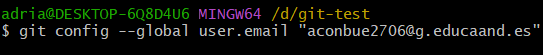 adria@DESKTOP-6Q8D4U6 MINGW64 /d/git-test
$ git config --global user.email "aconbue2706@g.educaand.es"